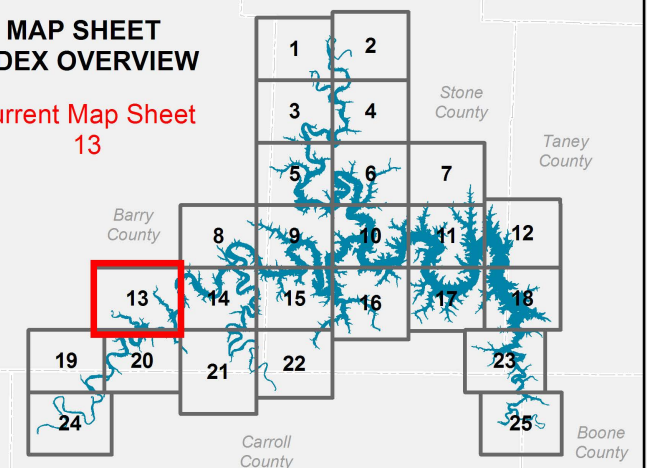 MAP SHEET
DEX OVERVIEW
urrent Map Sheet
13
1
2
3
4
Stone
County
Taney
County
5
6
7
Barry
County
8
9
10
11
12
13
14
15
16
17
18
19
20
21
22
23
24
25
Carroll
County
Boone
County